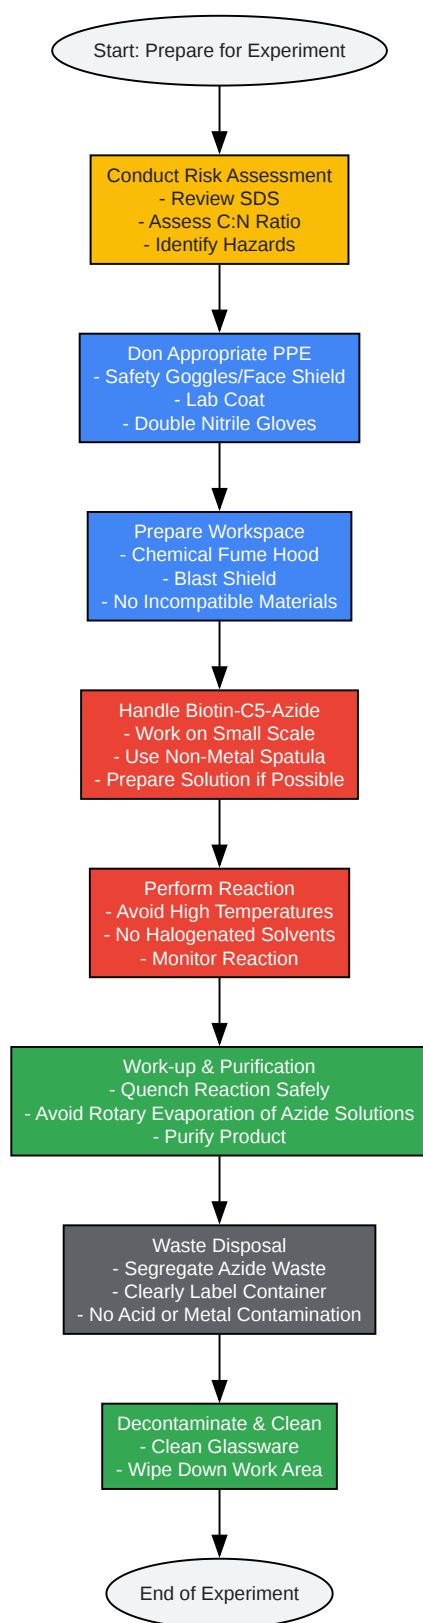 Start: Prepare for Experiment
Conduct Risk Assessment
- Review SDS
- Assess C:N Ratio
- Identify Hazards
Don Appropriate PPE
- Safety Goggles/Face Shield
- Lab Coat
- Double Nitrile Gloves
Prepare Workspace
- Chemical Fume Hood
- Blast Shield
- No Incompatible Materials
Handle Biotin-C5-Azide
- Work on Small Scale
- Use Non-Metal Spatula
- Prepare Solution if Possible
Perform Reaction
- Avoid High Temperatures
- No Halogenated Solvents
- Monitor Reaction
Work-up & Purification
- Quench Reaction Safely
- Avoid Rotary Evaporation of Azide Solutions
- Purify Product
Waste Disposal
- Segregate Azide Waste
- Clearly Label Container
- No Acid or Metal Contamination
Decontaminate & Clean
- Clean Glassware
- Wipe Down Work Area
End of Experiment